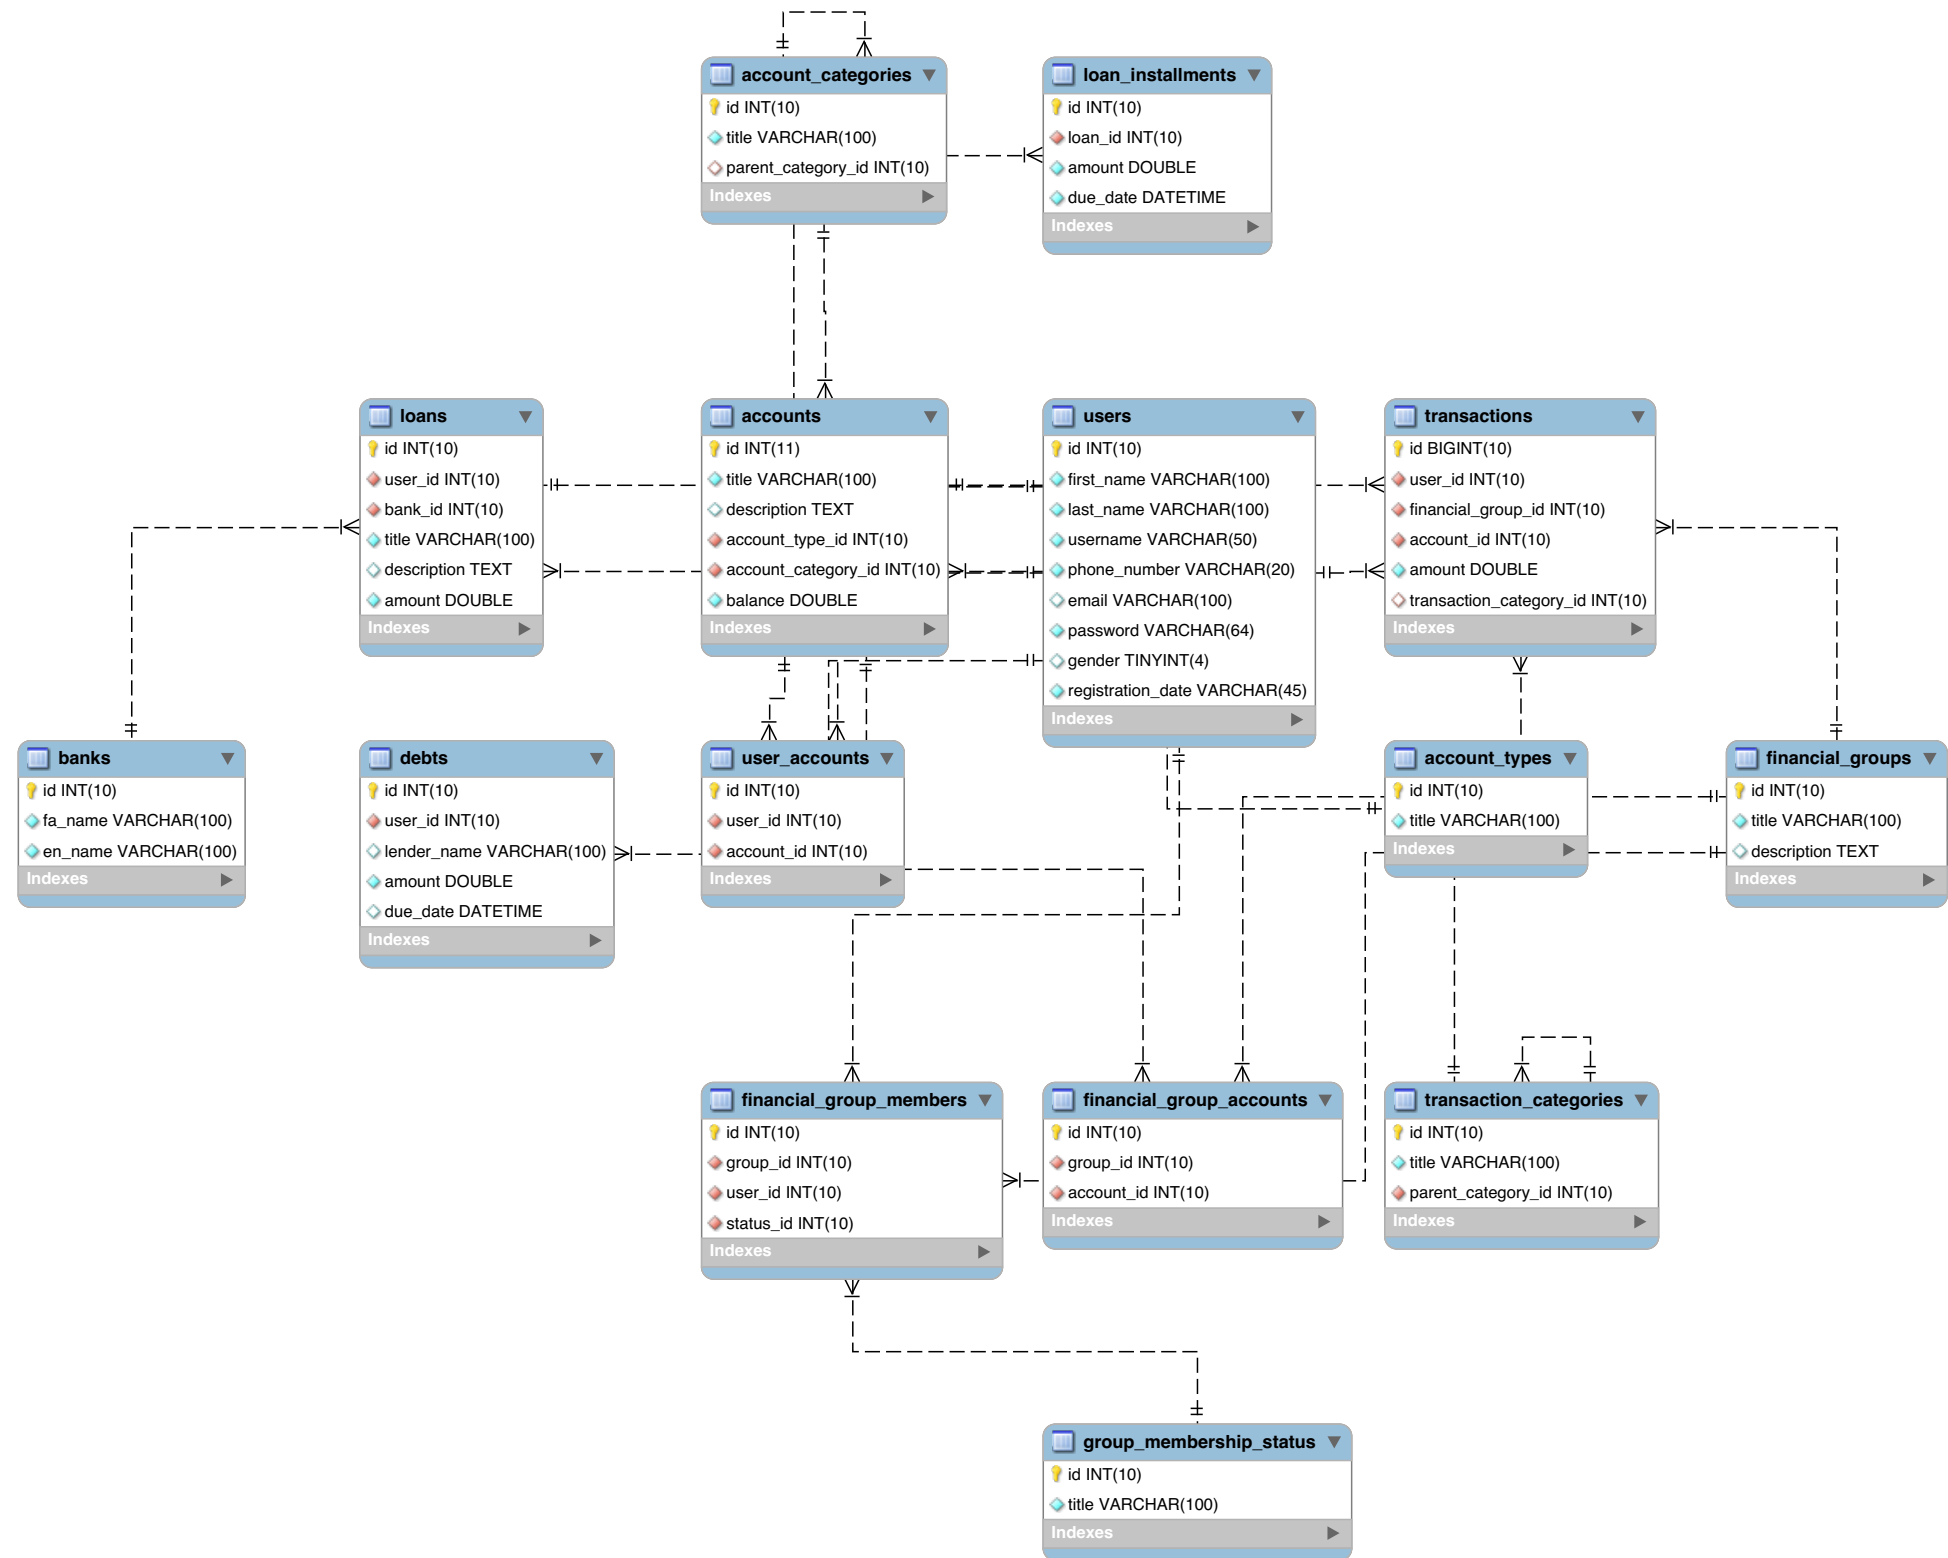 account_categories
id INT(10)
title VARCHAR(100)
parent_category_id INT(10)
Indexes
loan_installments
id INT(10)
loan_id INT(10)
amount DOUBLE
due_date DATETIME
Indexes
loans
id INT(10)
user_id INT(10)
bank_id INT(10)
title VARCHAR(100)
description TEXT
amount DOUBLE
Indexes
accounts
id INT(11)
title VARCHAR(100)
description TEXT
account_type_id INT(10)
account_category_id INT(10)
balance DOUBLE
Indexes
users
id INT(10)
first_name VARCHAR(100)
last_name VARCHAR(100)
username VARCHAR(50)
phone_number VARCHAR(20)
email VARCHAR(100)
password VARCHAR(64)
gender TINYINT(4)
registration_date VARCHAR(45)
Indexes
transactions
id BIGINT(10)
user_id INT(10)
financial_group_id INT(10)
account_id INT(10)
amount DOUBLE
transaction_category_id INT(10)
Indexes
banks
id INT(10)
fa_name VARCHAR(100)
en_name VARCHAR(100)
Indexes
debts
id INT(10)
user_id INT(10)
lender_name VARCHAR(100)
amount DOUBLE
due_date DATETIME
Indexes
user_accounts
id INT(10)
user_id INT(10)
account_id INT(10)
Indexes
account_types
id INT(10)
title VARCHAR(100)
Indexes
financial_groups
id INT(10)
title VARCHAR(100)
description TEXT
Indexes
financial_group_members
id INT(10)
group_id INT(10)
user_id INT(10)
status_id INT(10)
Indexes
financial_group_accounts
id INT(10)
group_id INT(10)
account_id INT(10)
Indexes
transaction_categories
id INT(10)
title VARCHAR(100)
parent_category_id INT(10)
Indexes
group_membership_status
id INT(10)
title VARCHAR(100)
Indexes